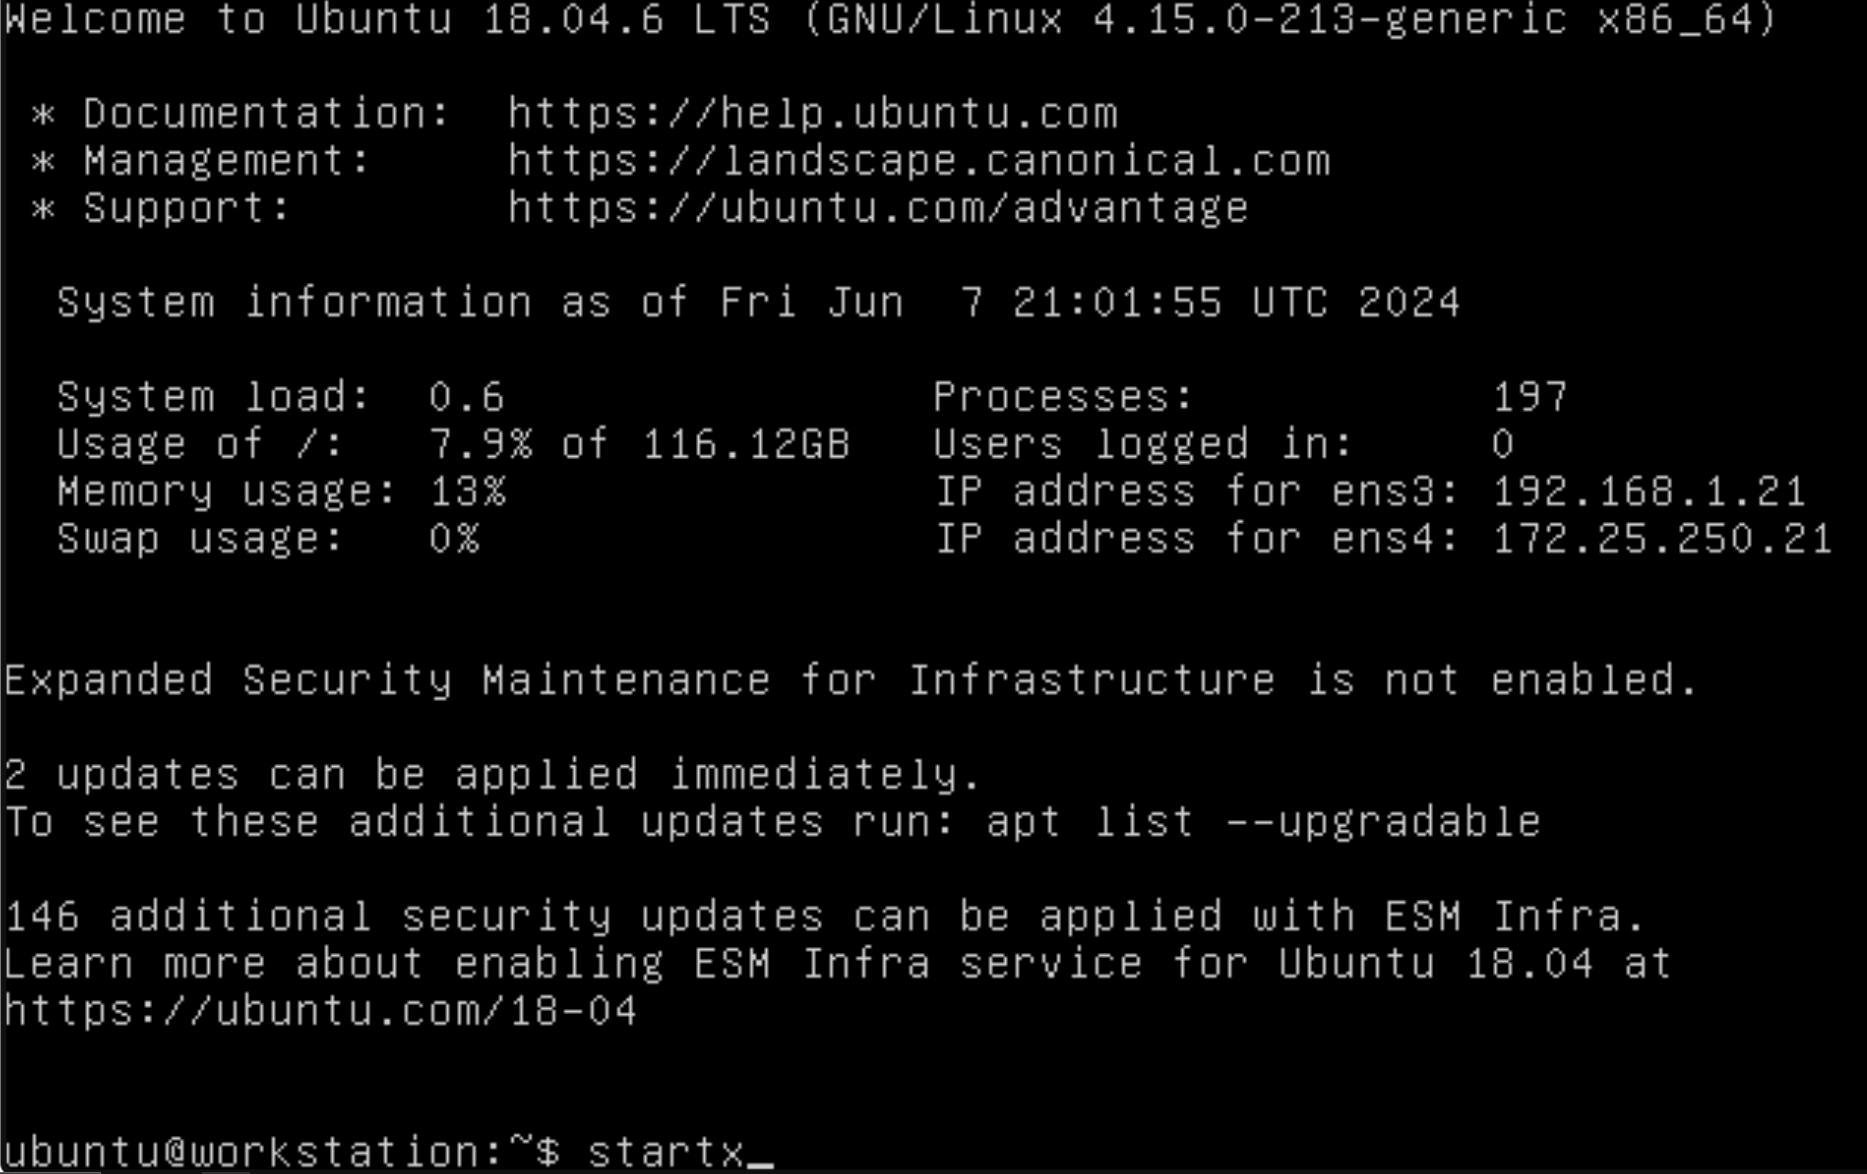 Welcome to Ubuntu 18.04.6 LTS (GNU/Linux 4.15.0-213-generic x86_64)
* Documentation:  https://help.ubuntu.com
* Management:     https://landscape.canonical.com
* Support:        https://ubuntu.com/advantage
System information as of Fri Jun  7 21:01:55 UTC 2024
System load:  0.6                Processes:           197
Usage of /:   7.9% of 116.12GB   Users logged in:     0
Memory usage: 13%                IP address for ens3: 192.168.1.21
Swap usage:   0%                 IP address for ens4: 172.25.250.21
Expanded Security Maintenance for Infrastructure is not enabled.
2 updates can be applied immediately.
To see these additional updates run: apt list --upgradable
146 additional security updates can be applied with ESM Infra.
Learn more about enabling ESM Infra service for Ubuntu 18.04 at
https://ubuntu.com/18-04
ubuntu@workstation:~$ startx_